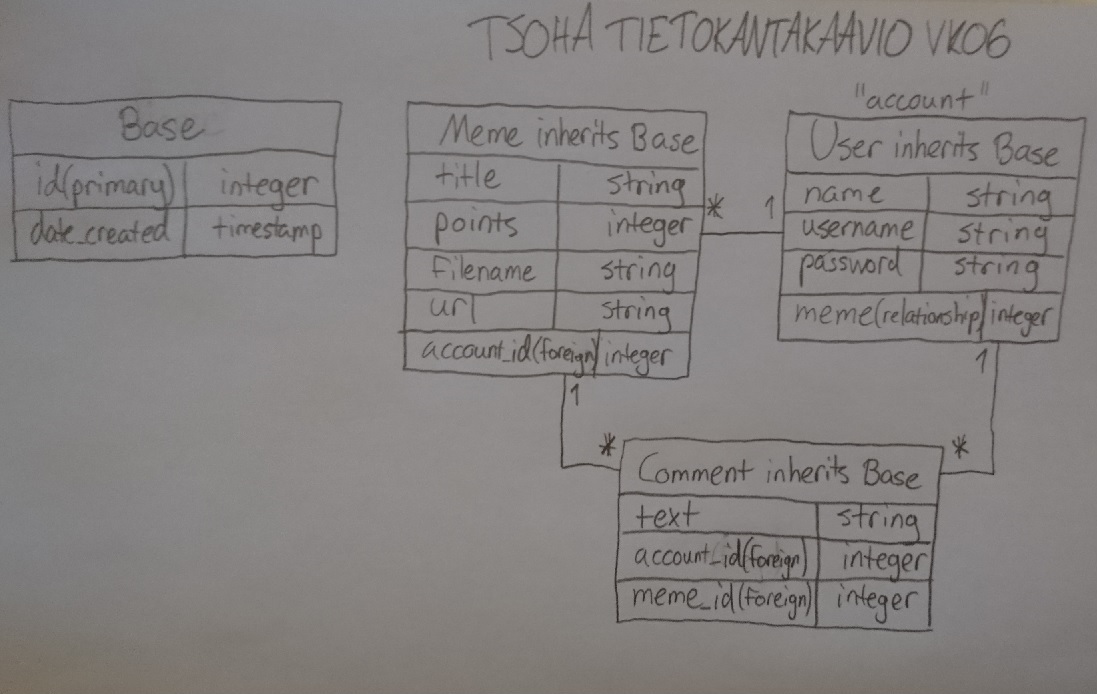 TSOHA TIETOKANTAKAAVIO VK06
Base
id(primary) integer
date_created timestamp
Meme inherits Base
title string
points integer
filename string
url string
account_id(foreign) integer
"account"
User inherits Base
name string
username string
password string
meme(relationship) integer
* 1
1 *
1 *
Comment inherits Base
text string
account_id(foreign) integer
meme_id(foreign) integer